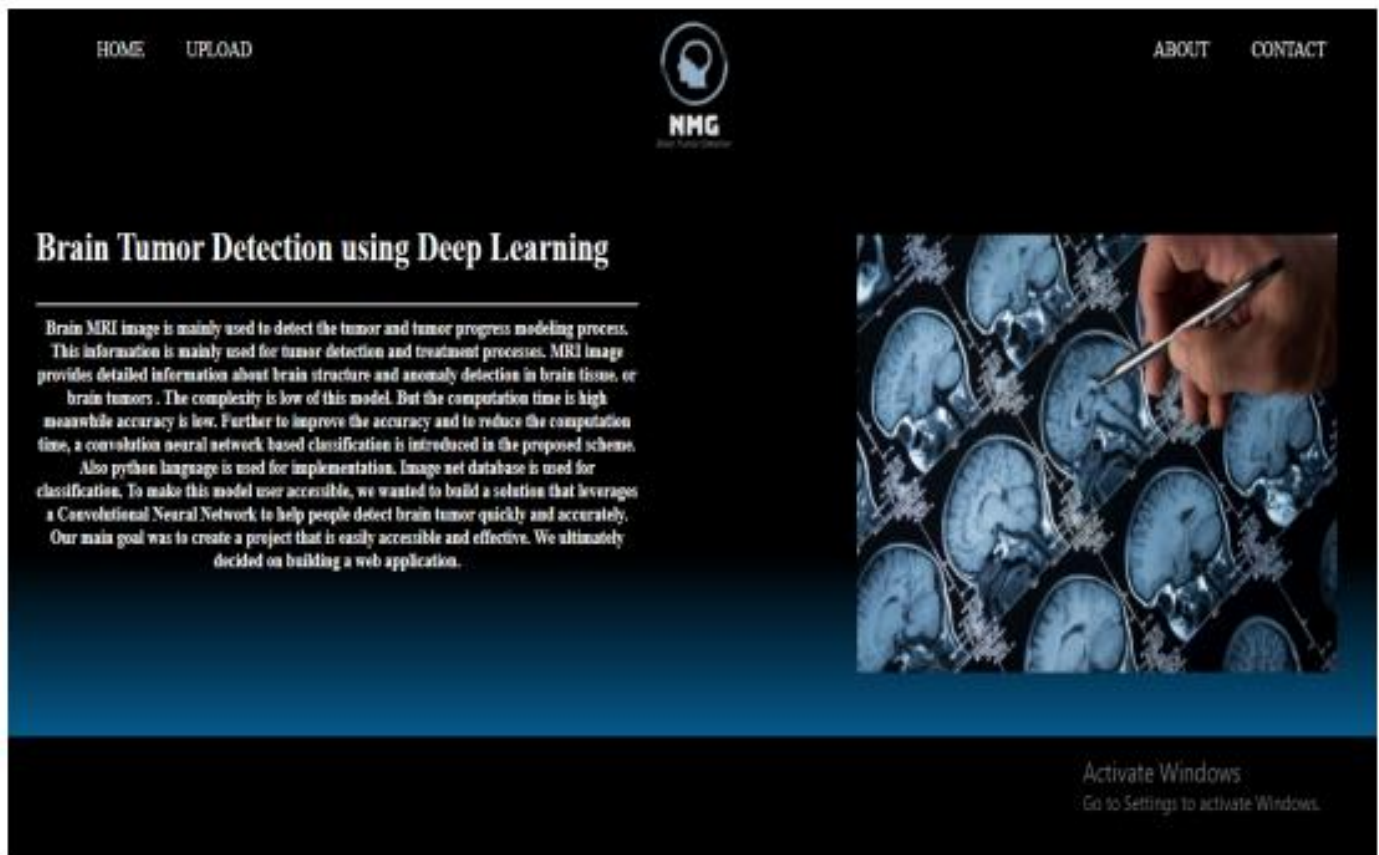 HOME UPLOAD
ABOUT CONTACT
NMG
Brain Tumor Detection
Brain Tumor Detection using Deep Learning
Brain MRI image is mainly used to detect the tumor and tumor progress modeling process.
This information is mainly used for tumor detection and treatment processes. MRI image
provides detailed information about brain structure and anomaly detection in brain tissue. or
brain tumors . The complexity is low of this model. But the computation time is high
meanwhile accuracy is low. Further to improve the accuracy and to reduce the computation
time, a convolution neural network based classification is introduced in the proposed scheme.
Also python language is used for implementation. Image net database is used for
classification. To make this model user accessible, we wanted to build a solution that leverages
a Convolutional Neural Network to help people detect brain tumor quickly and accurately.
Our main goal was to create a project that is easily accessible and effective. We ultimately
decided on building a web application.
Activate Windows
Go to Settings to activate Windows.